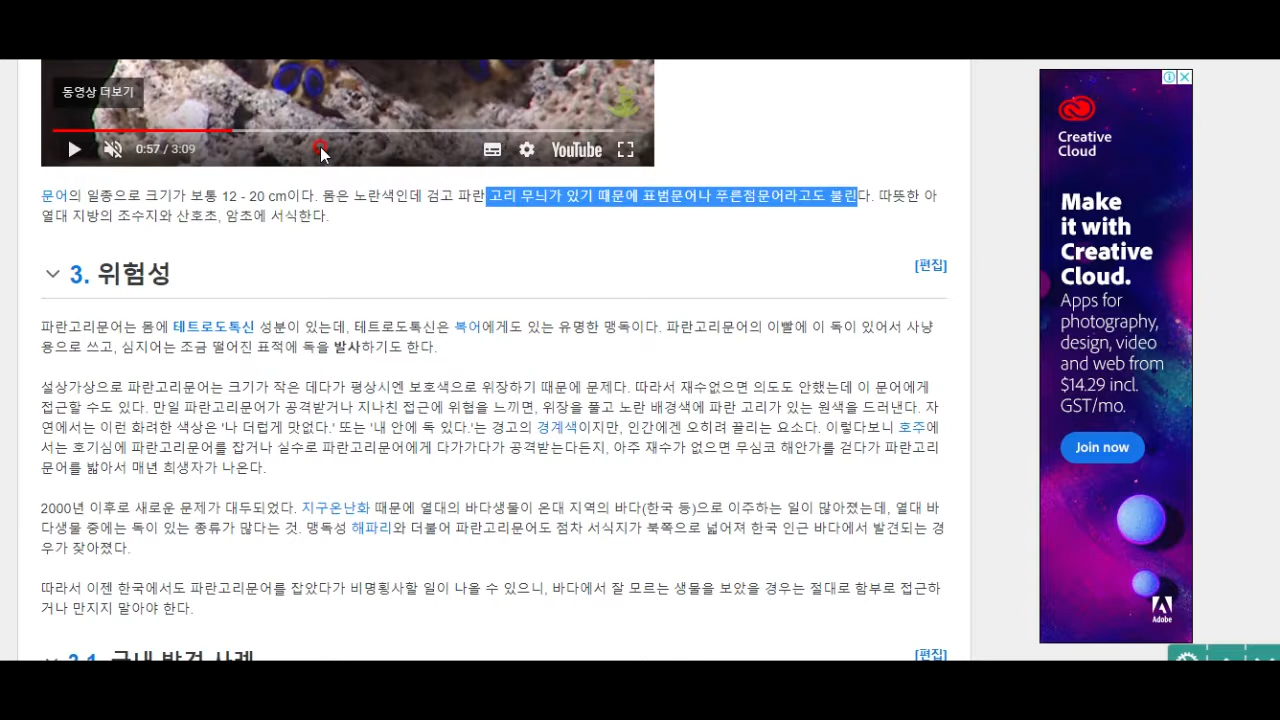 동영상 더보기
0:57 / 3:09
YouTube
문어의 일종으로 크기가 보통 12 - 20 cm이다. 몸은 노란색인데 검고 파란 고리 무늬가 있기 때문에 표범문어나 푸른점문어라고도 불린다. 따뜻한 아
열대 지방의 조수지와 산호초, 암초에 서식한다.
3. 위험성
[편집]
파란고리문어는 몸에 테트로도톡신 성분이 있는데, 테트로도톡신은 복어에게도 있는 유명한 맹독이다. 파란고리문어의 이빨에 이 독이 있어서 사냥
용으로 쓰고, 심지어는 조금 떨어진 표적에 독을 발사하기도 한다.
설상가상으로 파란고리문어는 크기가 작은 데다가 평상시엔 보호색으로 위장하기 때문에 문제다. 따라서 재수없으면 의도도 안했는데 이 문어에게
접근할 수도 있다. 만일 파란고리문어가 공격받거나 지나친 접근에 위협을 느끼면, 위장을 풀고 노란 배경색에 파란 고리가 있는 원색을 드러낸다. 자
연에서는 이런 화려한 색상은 '나 더럽게 맛없다.' 또는 '내 안에 독 있다.'는 경고의 경계색이지만, 인간에겐 오히려 끌리는 요소다. 이렇다보니 호주에
서는 호기심에 파란고리문어를 잡거나 실수로 파란고리문어에게 다가가다가 공격받는다든지, 아주 재수가 없으면 무심코 해안가를 걷다가 파란고리
문어를 밟아서 매년 희생자가 나온다.
2000년 이후로 새로운 문제가 대두되었다. 지구온난화 때문에 열대의 바다생물이 온대 지역의 바다(한국 등)으로 이주하는 일이 많아졌는데, 열대 바
다생물 중에는 독이 있는 종류가 많다는 것. 맹독성 해파리와 더불어 파란고리문어도 점차 서식지가 북쪽으로 넓어져 한국 인근 바다에서 발견되는 경
우가 잦아졌다.
따라서 이젠 한국에서도 파란고리문어를 잡았다가 비명횡사할 일이 나올 수 있으니, 바다에서 잘 모르는 생물을 보았을 경우는 절대로 함부로 접근하
거나 만지지 말아야 한다.
3.1. 국내 발견 사례
[편집]
Creative
Cloud
Make
it with
Creative
Cloud.
Apps for
photography,
design, video
and web from
$14.29 incl.
GST/mo.
Join now
Adobe